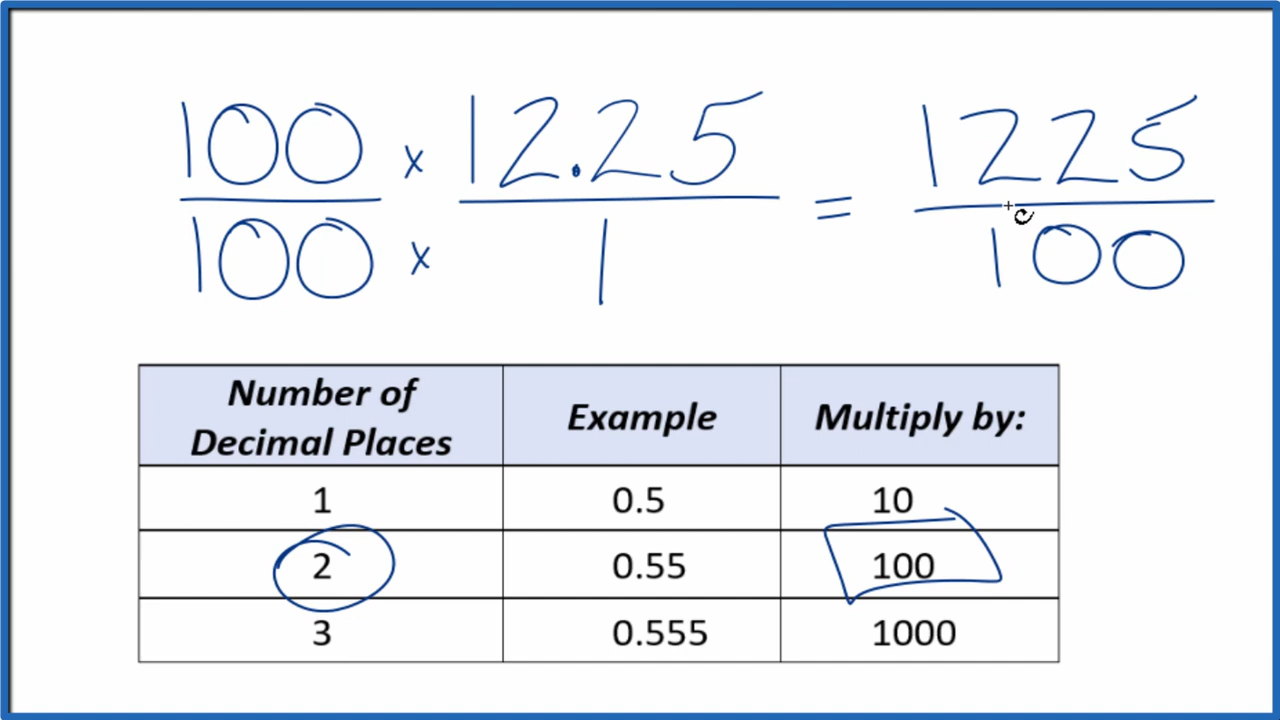 100 × 12.25 = 1225
100 × 1 100
Number of Decimal Places Example Multiply by:
1 0.5 10
2 0.55 100
3 0.555 1000